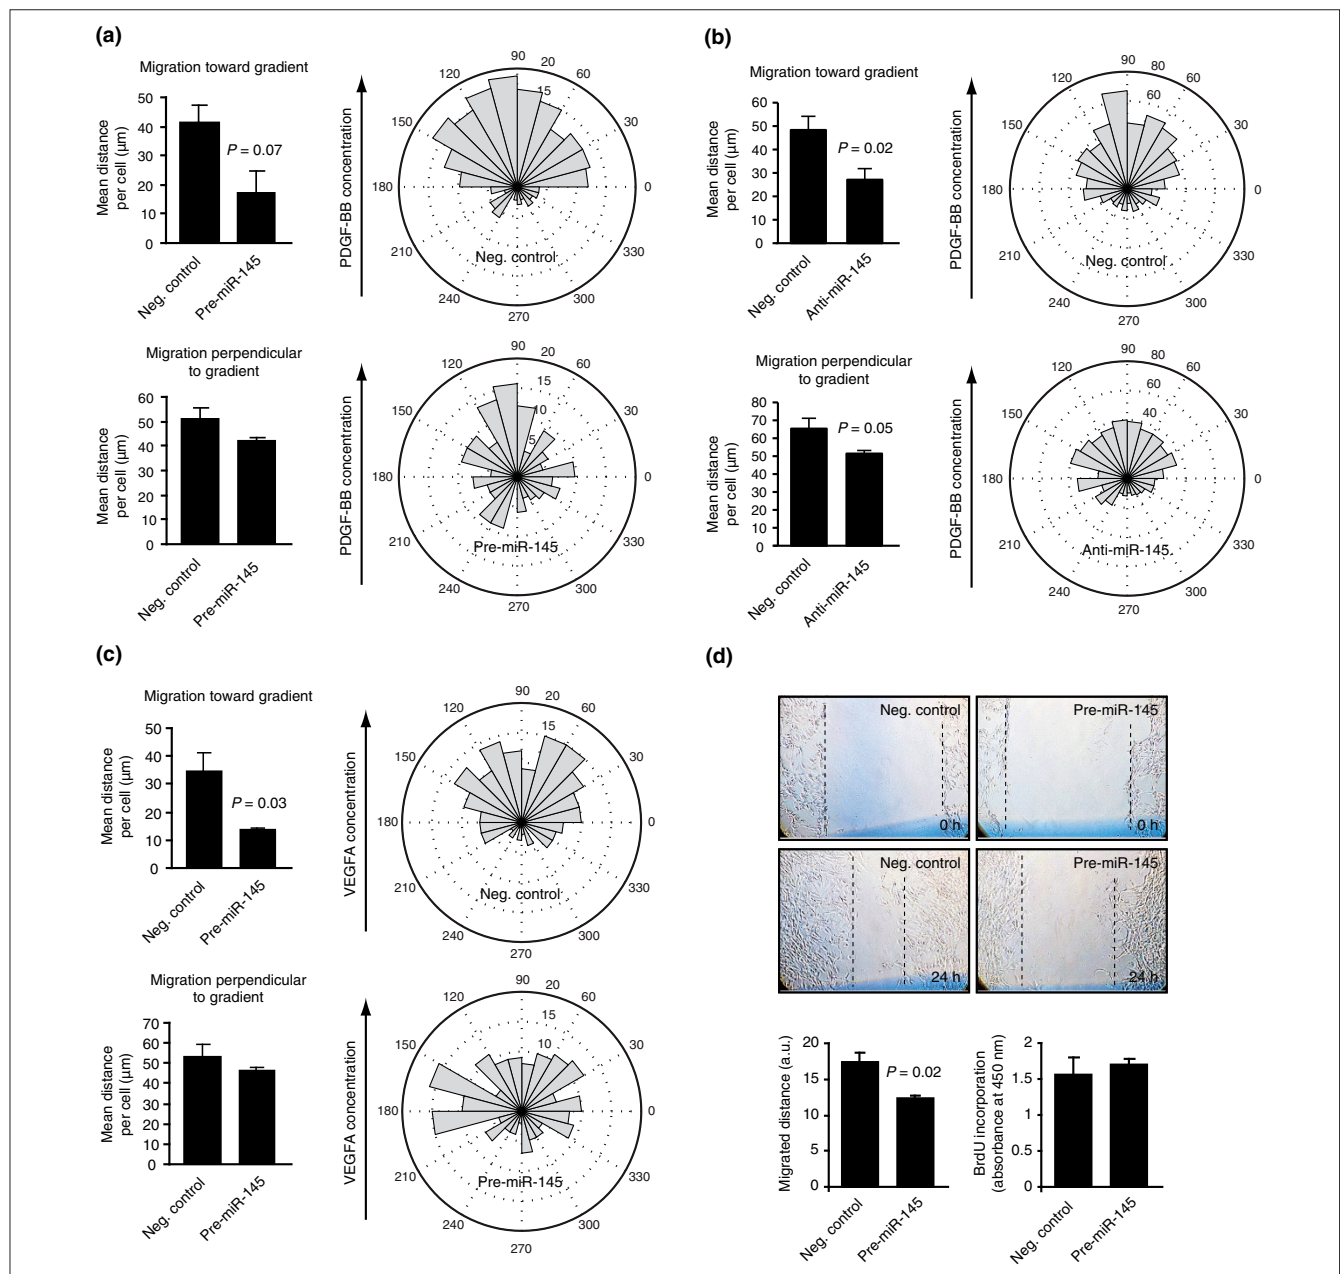 (a)
Migration toward gradient
Mean distance
per cell (µm)
50
40
30
20
10
0
P = 0.07
Neg. control
Pre-miR-145
PDGF-BB concentration
90
20
120
60
15
150
30
180
0
210
330
Neg. control
240
300
270
Migration perpendicular
to gradient
Mean distance
per cell (µm)
60
50
40
30
20
10
0
Neg. control
Pre-miR-145
PDGF-BB concentration
90
20
120
60
15
150
10
30
5
180
0
210
330
Pre-miR-145
240
300
270
(b)
Migration toward gradient
Mean distance
per cell (µm)
60
50
40
30
20
10
0
P = 0.02
Neg. control
Anti-miR-145
PDGF-BB concentration
90
80
120
60
60
150
30
180
0
210
330
Neg. control
240
300
270
Migration perpendicular
to gradient
Mean distance
per cell (µm)
80
70
60
50
40
30
20
10
0
P = 0.05
Neg. control
Anti-miR-145
PDGF-BB concentration
90
80
120
60
60
150
40
30
180
0
210
330
Anti-miR-145
240
300
270
(c)
Migration toward gradient
Mean distance
per cell (µm)
50
40
30
20
10
0
P = 0.03
Neg. control
Pre-miR-145
VEGFA concentration
90
20
120
60
15
150
30
180
0
210
330
Neg. control
240
300
270
Migration perpendicular
to gradient
Mean distance
per cell (µm)
70
60
50
40
30
20
10
0
Neg. control
Pre-miR-145
VEGFA concentration
90
20
120
60
15
150
10
30
180
0
210
330
Pre-miR-145
240
300
270
(d)
Neg. control
0 h
Pre-miR-145
0 h
Neg. control
24 h
Pre-miR-145
24 h
Migrated distance (a.u.)
20
15
10
5
0
P = 0.02
Neg. control
Pre-miR-145
BrdU incorporation
(absorbance at 450 nm)
2
1.5
1
0.5
0
Neg. control
Pre-miR-145